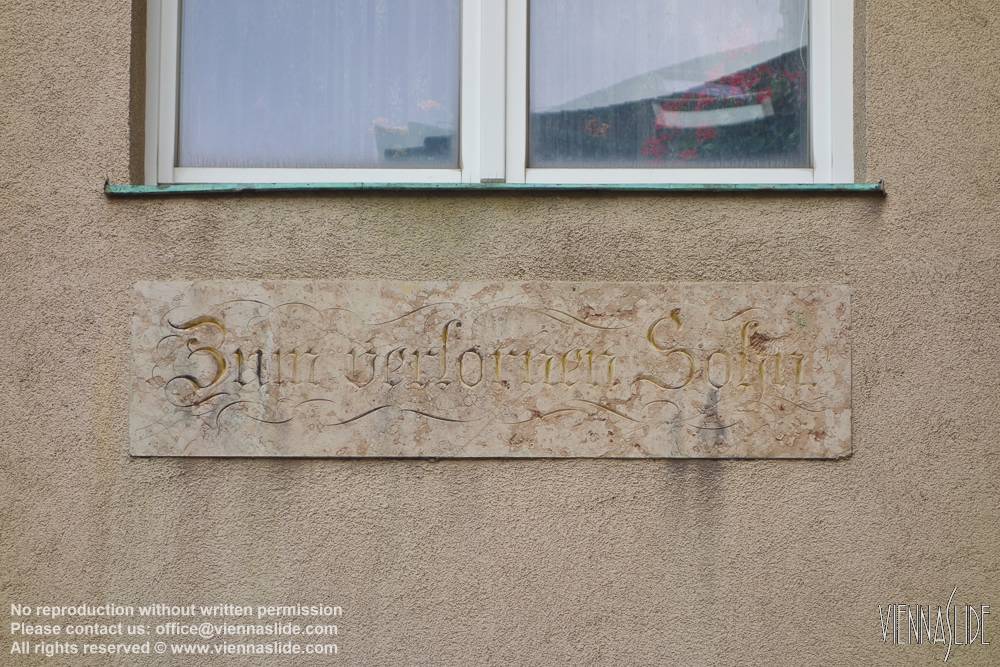 Zum verlornen Sohn
No reproduction without written permission
Please contact us: office@viennaslide.com
All rights reserved © www.viennaslide.com
VIENNASLIDE